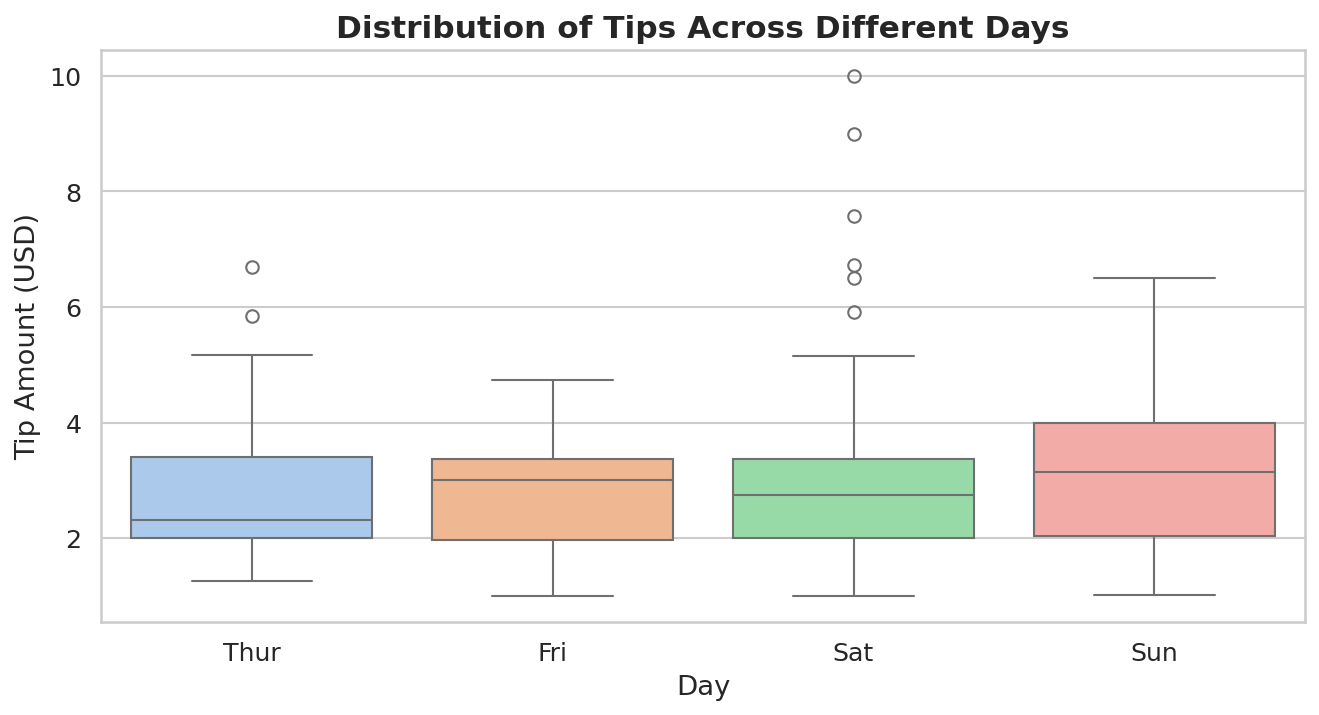 Distribution of Tips Across Different Days
Tip Amount (USD)
10
8
6
4
2
Thur Fri Sat Sun
Day